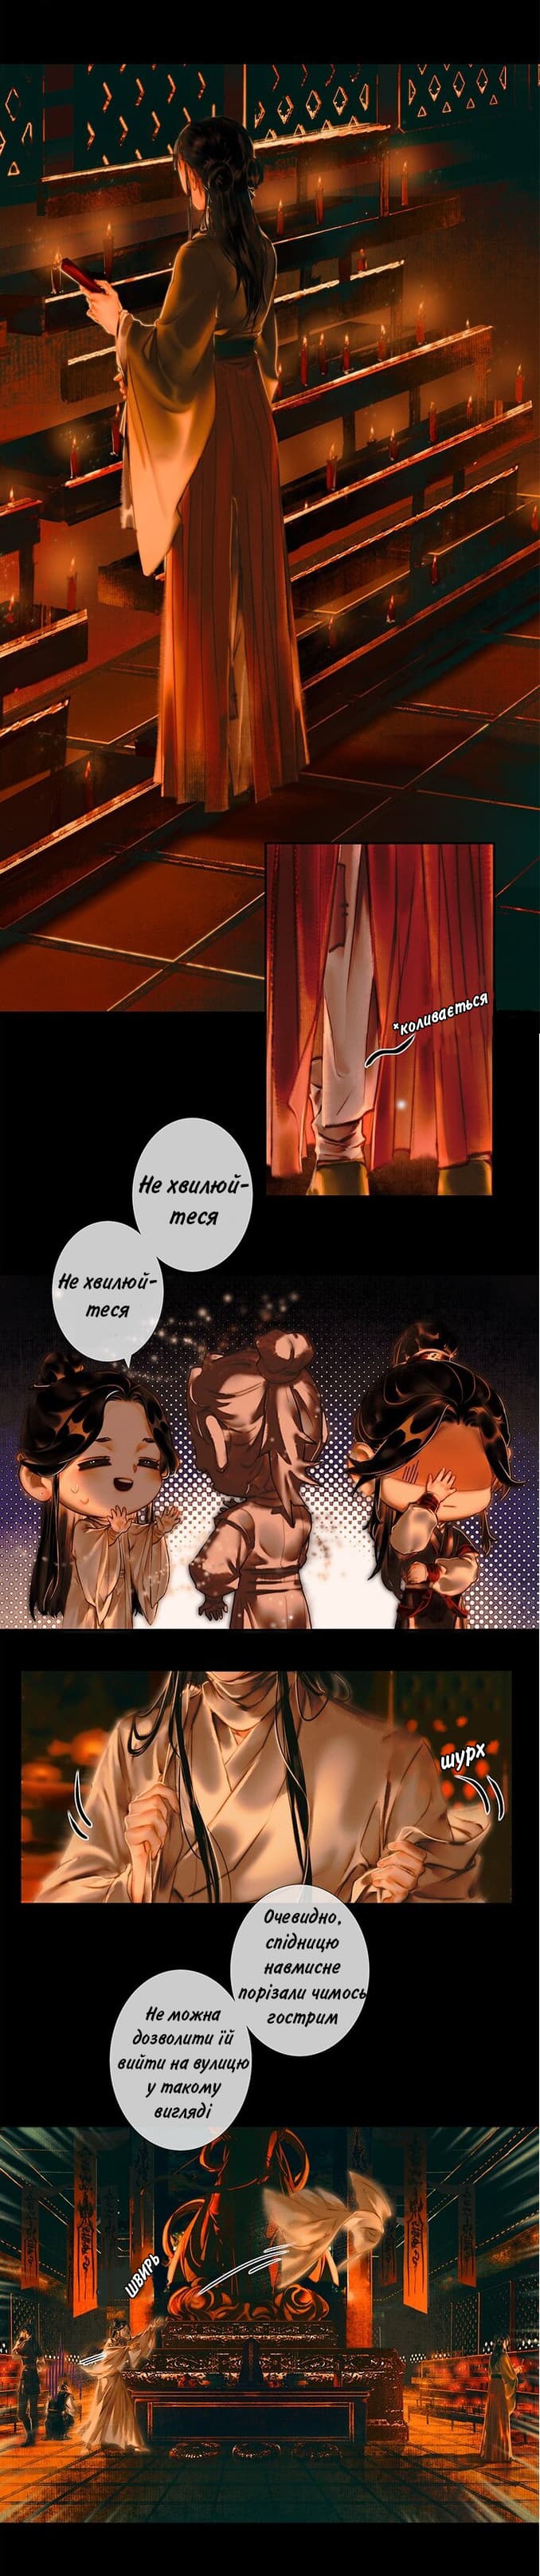 *коливається
Не хвилюй-
теся
Не хвилюй-
теся
шурх
Очевидно,
спідницю
навмисне
порізали чимось
гострим
Не можна
дозволити їй
вийти на вулицю
у такому
вигляді
ШВИРЬ